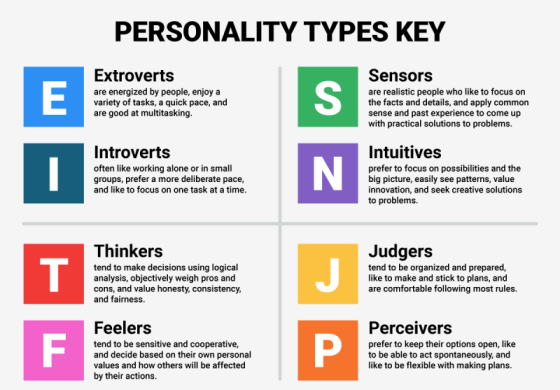 PERSONALITY TYPES KEY
E
Extroverts
are energized by people, enjoy a
variety of tasks, a quick pace, and
are good at multitasking.
I
Introverts
often like working alone or in small
groups, prefer a more deliberate pace,
and like to focus on one task at a time.
S
Sensors
are realistic people who like to focus on
the facts and details, and apply common
sense and past experience to come up
with practical solutions to problems.
N
Intuitives
prefer to focus on possibilities and the
big picture, easily see patterns, value
innovation, and seek creative solutions
to problems.
T
Thinkers
tend to make decisions using logical
analysis, objectively weigh pros and
cons, and value honesty, consistency,
and fairness.
F
Feelers
tend to be sensitive and cooperative,
and decide based on their own personal
values and how others will be affected
by their actions.
J
Judgers
tend to be organized and prepared,
like to make and stick to plans, and
are comfortable following most rules.
P
Perceivers
prefer to keep their options open, like
to be able to act spontaneously, and
like to be flexible with making plans.